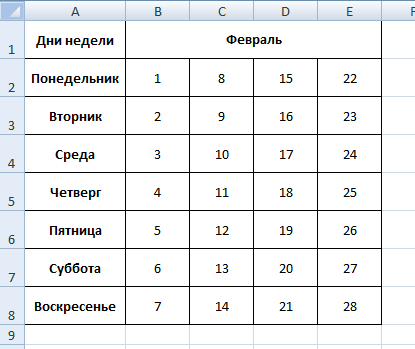 A B C D E F
1 Дни недели Февраль
2 Понедельник 1 8 15 22
3 Вторник 2 9 16 23
4 Среда 3 10 17 24
5 Четверг 4 11 18 25
6 Пятница 5 12 19 26
7 Суббота 6 13 20 27
8 Воскресенье 7 14 21 28
9